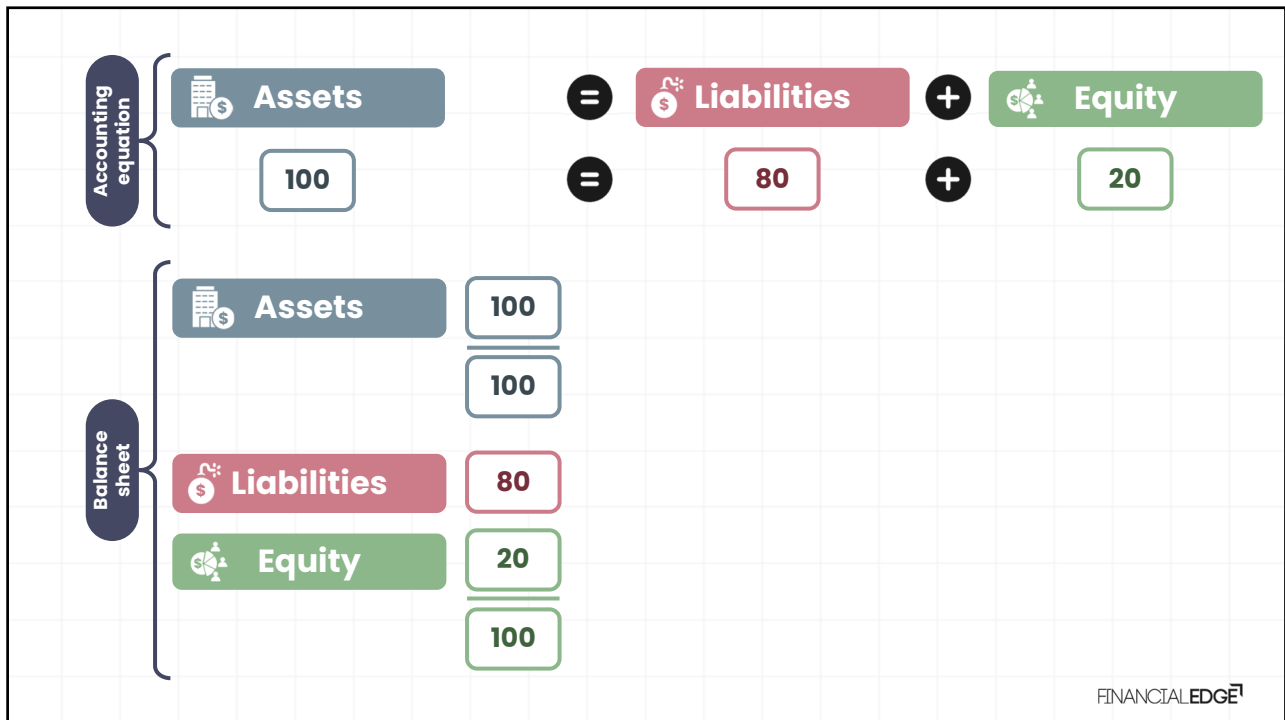 Accounting
equation
Assets = Liabilities + Equity
100 = 80 + 20
Balance
sheet
Assets 100
100
Liabilities 80
Equity 20
100
FINANCIALEDGE